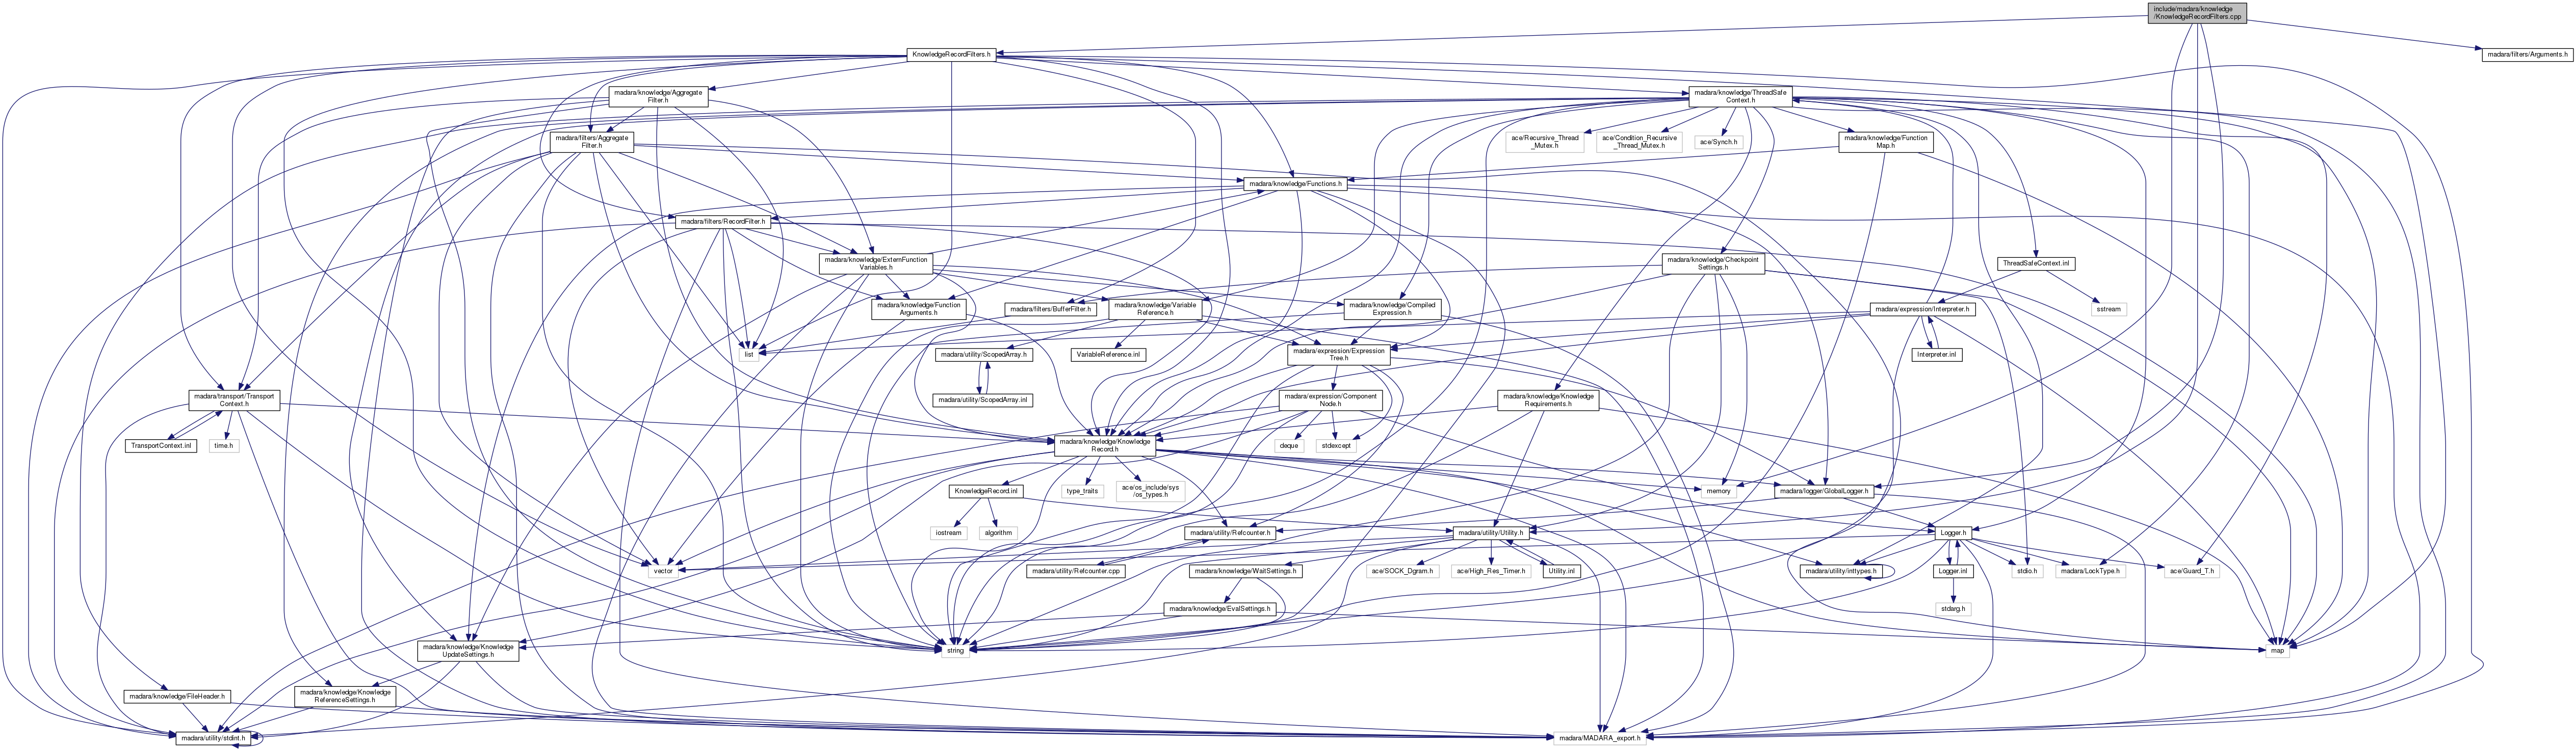 include/madara/knowledge
/KnowledgeRecordFilters.cpp
KnowledgeRecordFilters.h
madara/filters/Arguments.h
madara/knowledge/Aggregate
Filter.h
madara/knowledge/ThreadSafe
Context.h
madara/filters/Aggregate
Filter.h
ace/Recursive_Thread
_Mutex.h
ace/Condition_Recursive
_Thread_Mutex.h
ace/Synch.h
madara/knowledge/Function
Map.h
madara/knowledge/Functions.h
madara/filters/RecordFilter.h
madara/knowledge/ExternFunction
Variables.h
madara/knowledge/Checkpoint
Settings.h
ThreadSafeContext.inl
madara/knowledge/Function
Arguments.h
madara/filters/BufferFilter.h
madara/knowledge/Variable
Reference.h
madara/knowledge/Compiled
Expression.h
madara/expression/Interpreter.h
sstream
list
madara/utility/ScopedArray.h
VariableReference.inl
madara/expression/Expression
Tree.h
Interpreter.inl
madara/transport/Transport
Context.h
madara/utility/ScopedArray.inl
madara/expression/Component
Node.h
madara/knowledge/Knowledge
Requirements.h
TransportContext.inl
time.h
madara/knowledge/Knowledge
Record.h
deque
stdexcept
KnowledgeRecord.inl
type_traits
ace/os_include/sys
/os_types.h
memory
madara/logger/GlobalLogger.h
iostream
algorithm
madara/utility/Refcounter.h
madara/utility/Utility.h
Logger.h
vector
madara/utility/Refcounter.cpp
madara/knowledge/WaitSettings.h
ace/SOCK_Dgram.h
ace/High_Res_Timer.h
Utility.inl
madara/utility/inttypes.h
Logger.inl
stdio.h
madara/LockType.h
ace/Guard_T.h
madara/knowledge/EvalSettings.h
stdarg.h
madara/knowledge/Knowledge
UpdateSettings.h
string
map
madara/knowledge/FileHeader.h
madara/knowledge/Knowledge
ReferenceSettings.h
madara/utility/stdint.h
madara/MADARA_export.h